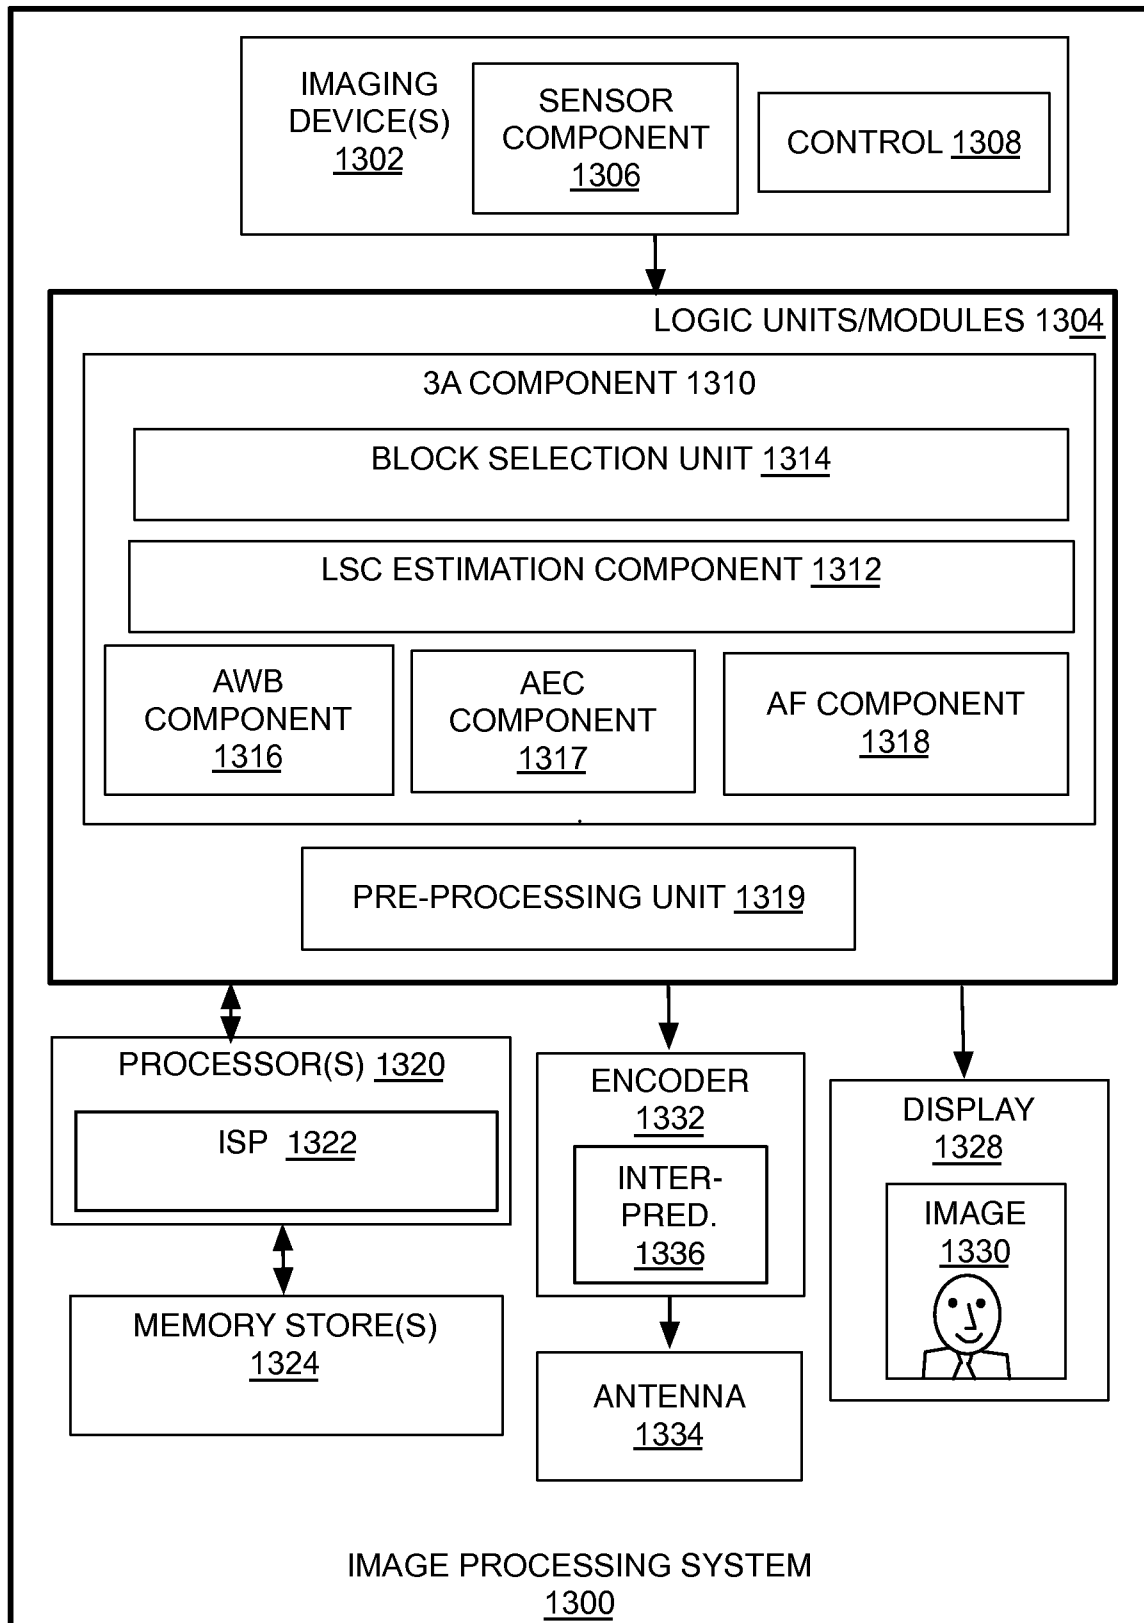 IMAGING
DEVICE(S)
1302
SENSOR
COMPONENT
1306
CONTROL 1308
LOGIC UNITS/MODULES 1304
3A COMPONENT 1310
BLOCK SELECTION UNIT 1314
LSC ESTIMATION COMPONENT 1312
AWB
COMPONENT
1316
AEC
COMPONENT
1317
AF COMPONENT
1318
PRE-PROCESSING UNIT 1319
PROCESSOR(S) 1320
ISP 1322
MEMORY STORE(S)
1324
ENCODER
1332
INTER-
PRED.
1336
ANTENNA
1334
DISPLAY
1328
IMAGE
1330
IMAGE PROCESSING SYSTEM
1300